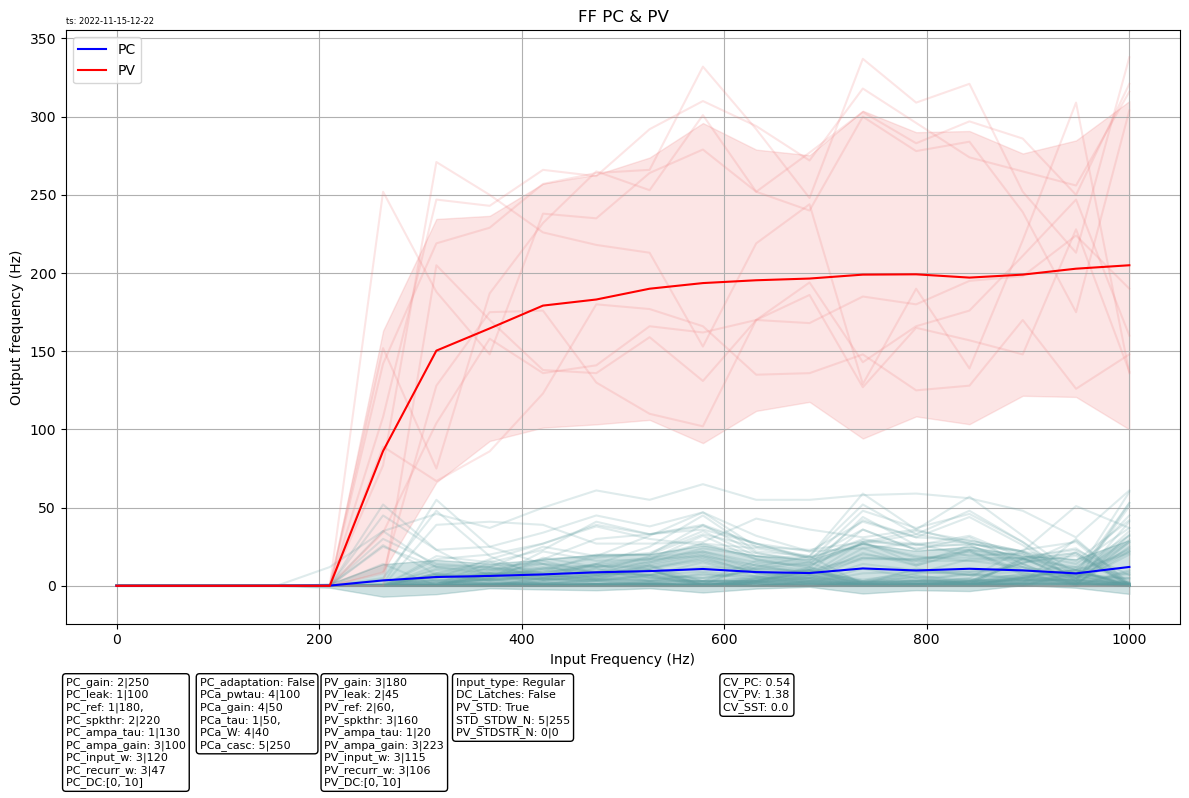 ts: 2022-11-15-12-22
FF PC & PV
PC
PV
350
300
250
200
150
100
50
0
Output frequency (Hz)
0 200 400 600 800 1000
Input Frequency (Hz)
PC_gain: 2|250
PC_leak: 1|100
PC_ref: 1|180,
PC_spkthr: 2|220
PC_ampa_tau: 1|130
PC_ampa_gain: 3|100
PC_input_w: 3|120
PC_recurr_w: 3|47
PC_DC:[0, 10]
PC_adaptation: False
PCa_pwtau: 4|100
PCa_gain: 4|50
PCa_tau: 1|50,
PCa_W: 4|40
PCa_casc: 5|250
PV_gain: 3|180
PV_leak: 2|45
PV_ref: 2|60,
PV_spkthr: 3|160
PV_ampa_tau: 1|20
PV_ampa_gain: 3|223
PV_input_w: 3|115
PV_recurr_w: 3|106
PV_DC:[0, 10]
Input_type: Regular
DC_Latches: False
PV_STD: True
STD_STDW_N: 5|255
PV_STDSTR_N: 0|0
CV_PC: 0.54
CV_PV: 1.38
CV_SST: 0.0